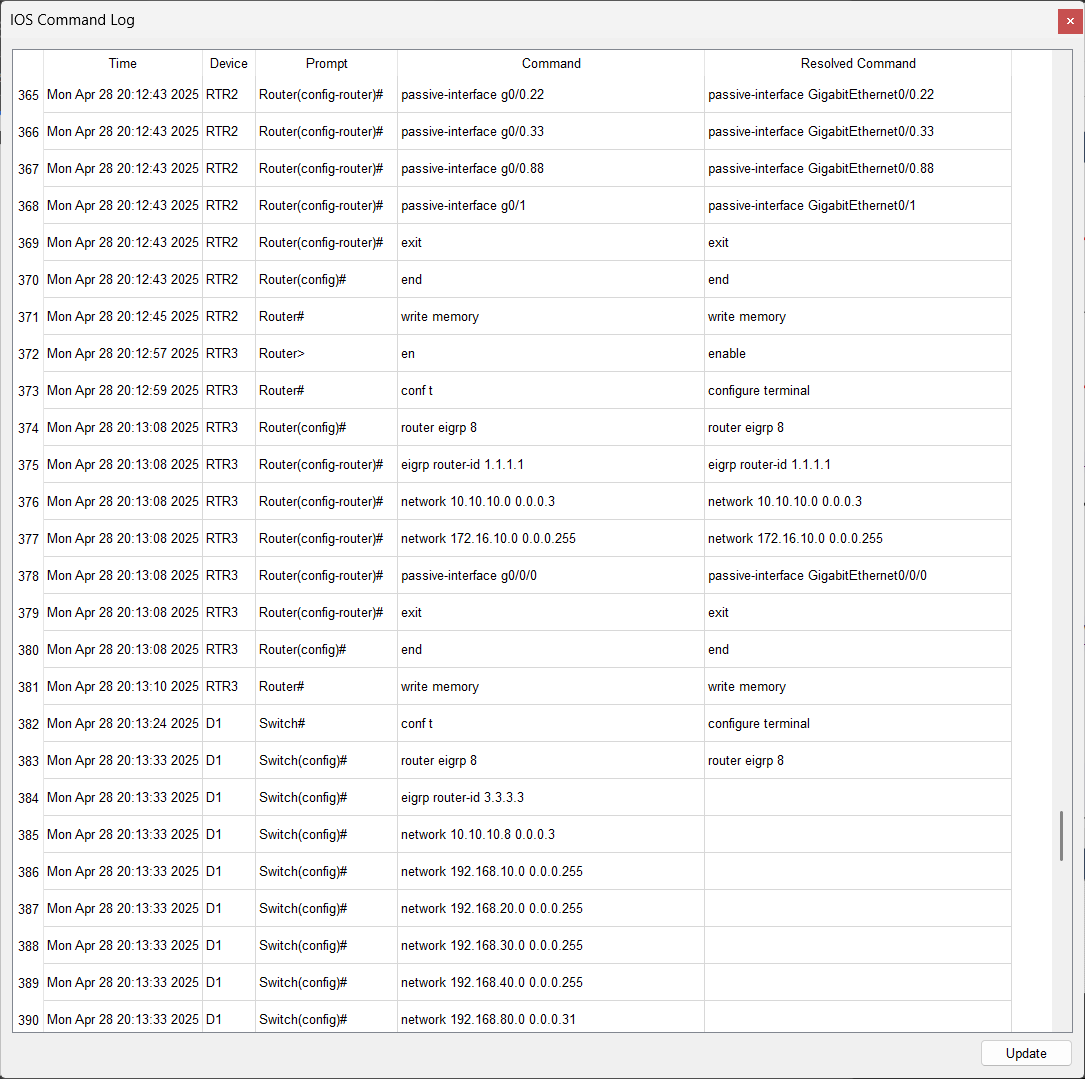 IOS Command Log
Time Device Prompt Command Resolved Command
365 Mon Apr 28 20:12:43 2025 RTR2 Router(config-router)# passive-interface g0/0.22 passive-interface GigabitEthernet0/0.22
366 Mon Apr 28 20:12:43 2025 RTR2 Router(config-router)# passive-interface g0/0.33 passive-interface GigabitEthernet0/0.33
367 Mon Apr 28 20:12:43 2025 RTR2 Router(config-router)# passive-interface g0/0.88 passive-interface GigabitEthernet0/0.88
368 Mon Apr 28 20:12:43 2025 RTR2 Router(config-router)# passive-interface g0/1 passive-interface GigabitEthernet0/1
369 Mon Apr 28 20:12:43 2025 RTR2 Router(config-router)# exit exit
370 Mon Apr 28 20:12:43 2025 RTR2 Router(config)# end end
371 Mon Apr 28 20:12:45 2025 RTR2 Router# write memory write memory
372 Mon Apr 28 20:12:57 2025 RTR3 Router> en enable
373 Mon Apr 28 20:12:59 2025 RTR3 Router# conf t configure terminal
374 Mon Apr 28 20:13:08 2025 RTR3 Router(config)# router eigrp 8 router eigrp 8
375 Mon Apr 28 20:13:08 2025 RTR3 Router(config-router)# eigrp router-id 1.1.1.1 eigrp router-id 1.1.1.1
376 Mon Apr 28 20:13:08 2025 RTR3 Router(config-router)# network 10.10.10.0 0.0.0.3 network 10.10.10.0 0.0.0.3
377 Mon Apr 28 20:13:08 2025 RTR3 Router(config-router)# network 172.16.10.0 0.0.0.255 network 172.16.10.0 0.0.0.255
378 Mon Apr 28 20:13:08 2025 RTR3 Router(config-router)# passive-interface g0/0/0 passive-interface GigabitEthernet0/0/0
379 Mon Apr 28 20:13:08 2025 RTR3 Router(config-router)# exit exit
380 Mon Apr 28 20:13:08 2025 RTR3 Router(config)# end end
381 Mon Apr 28 20:13:10 2025 RTR3 Router# write memory write memory
382 Mon Apr 28 20:13:24 2025 D1 Switch# conf t configure terminal
383 Mon Apr 28 20:13:33 2025 D1 Switch(config)# router eigrp 8 router eigrp 8
384 Mon Apr 28 20:13:33 2025 D1 Switch(config)# eigrp router-id 3.3.3.3
385 Mon Apr 28 20:13:33 2025 D1 Switch(config)# network 10.10.10.8 0.0.0.3
386 Mon Apr 28 20:13:33 2025 D1 Switch(config)# network 192.168.10.0 0.0.0.255
387 Mon Apr 28 20:13:33 2025 D1 Switch(config)# network 192.168.20.0 0.0.0.255
388 Mon Apr 28 20:13:33 2025 D1 Switch(config)# network 192.168.30.0 0.0.0.255
389 Mon Apr 28 20:13:33 2025 D1 Switch(config)# network 192.168.40.0 0.0.0.255
390 Mon Apr 28 20:13:33 2025 D1 Switch(config)# network 192.168.80.0 0.0.0.31
Update